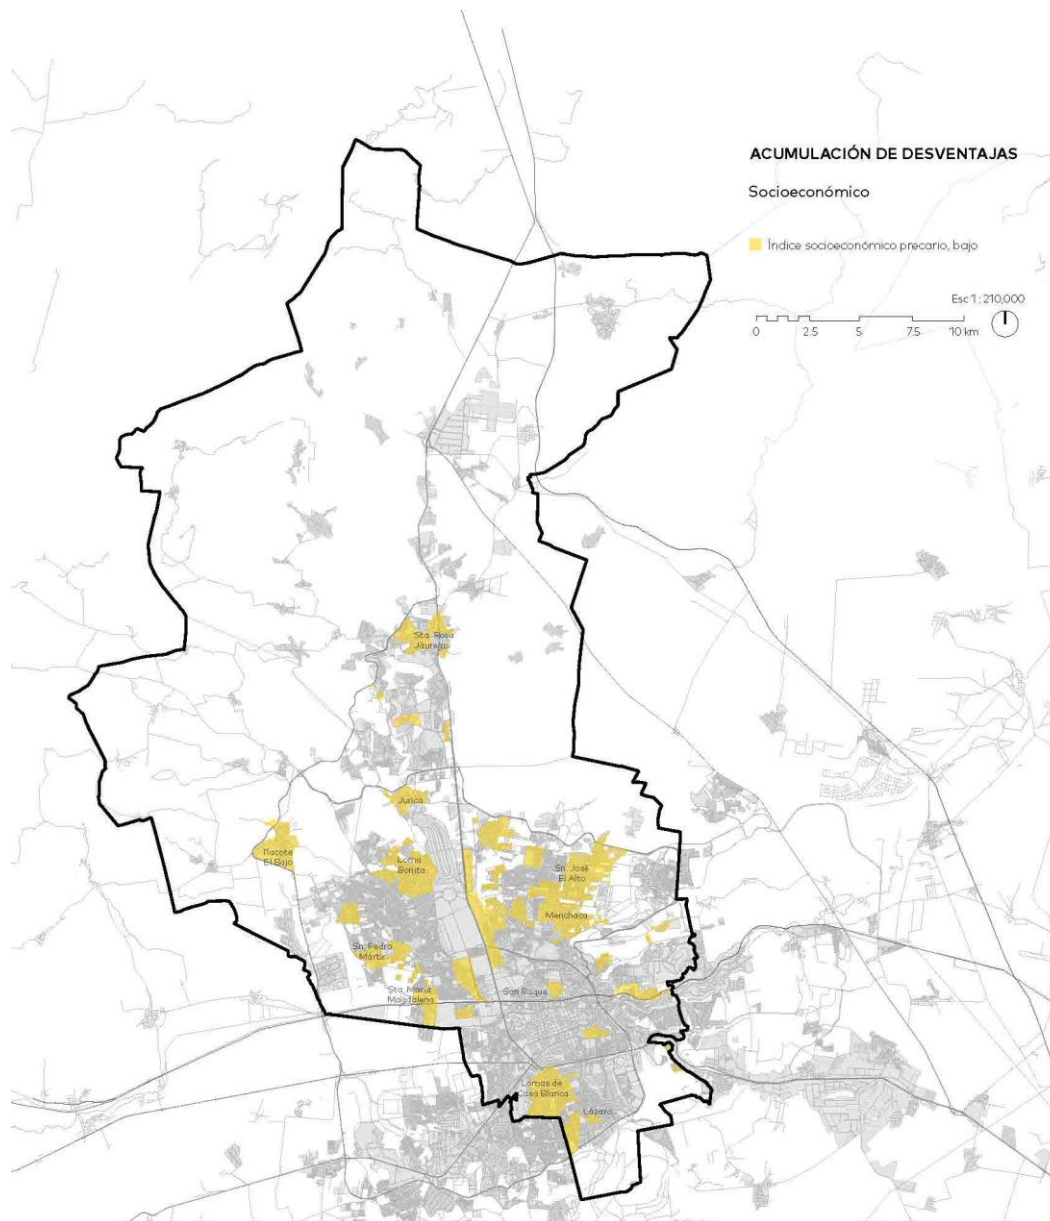 ACUMULACIÓN DE DESVENTAJAS
Socioeconómico
Índice socioeconómico precario, bajo
Esc 1 : 210,000
0 2.5 5 7.5 10 km
Sta. Rosa
Jauregui
Jurica
Tlacote
El Bajo
Loma
Bonita
Sn. José
El Alto
Menchaca
Sn. Pedro
Mártir
Sta. María
Magdalena
San Roque
Lomas de
Casa Blanca
Lázaro